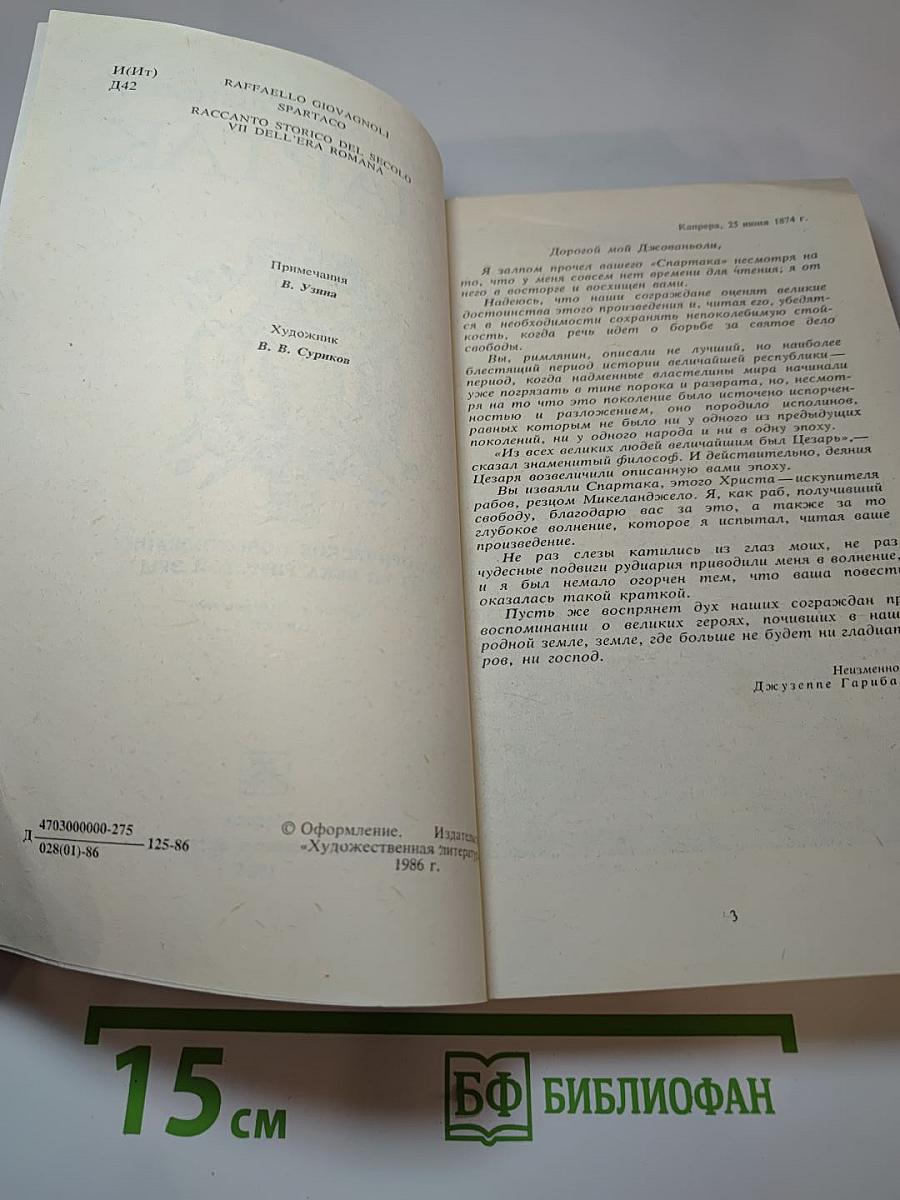 И(Ит)
Д42
RAFFAELLO GIOVAGNOLI
SPARTACO
RACCANTO STORICO DEL SECOLO
VII DELL'ERA ROMANA
Примечания
В. Узина
Художник
В. В. Суриков
4703000000-275
Д 125-86
028(01)-86
© Оформление. Издательс
«Художественная литерату
1986 г.
Капрера, 25 июня 1874 г.
Дорогой мой Джованьоли,
Я залпом прочел вашего «Спартака» несмотря на
то, что у меня совсем нет времени для чтения; я от
него в восторге и восхищен вами.
Надеюсь, что наши сограждане оценят великие
достоинства этого произведения и, читая его, убедят-
ся в необходимости сохранять непоколебимую стой-
кость, когда речь идет о борьбе за святое дело
свободы.
Вы, римлянин, описали не лучший, но наиболее
блестящий период истории величайшей республики —
период, когда надменные властелины мира начинали
уже погрязать в тине порока и разврата, но, несмот-
ря на то что это поколение было источено испорчен-
ностью и разложением, оно породило исполинов,
равных которым не было ни у одного из предыдущих
поколений, ни у одного народа и ни в одну эпоху.
«Из всех великих людей величайшим был Цезарь»,—
сказал знаменитый философ. И действительно, деяния
Цезаря возвеличили описанную вами эпоху.
Вы изваяли Спартака, этого Христа — искупителя
рабов, резцом Микеланджело. Я, как раб, получивший
свободу, благодарю вас за это, а также за то
глубокое волнение, которое я испытал, читая ваше
произведение.
Не раз слезы катились из глаз моих, не раз
чудесные подвиги рудиария приводили меня в волнение,
и я был немало огорчен тем, что ваша повесть
оказалась такой краткой.
Пусть же воспрянет дух наших сограждан пр
воспоминании о великих героях, почивших в наш
родной земле, земле, где больше не будет ни гладиат
ров, ни господ.
Неизменно
Джузеппе Гариба
3
15 см
БФ БИБЛИОФАН